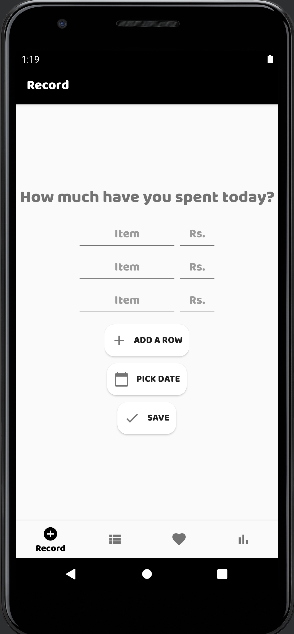 1:19
Record
How much have you spent today?
Item Rs.
Item Rs.
Item Rs.
ADD A ROW
PICK DATE
SAVE
Record